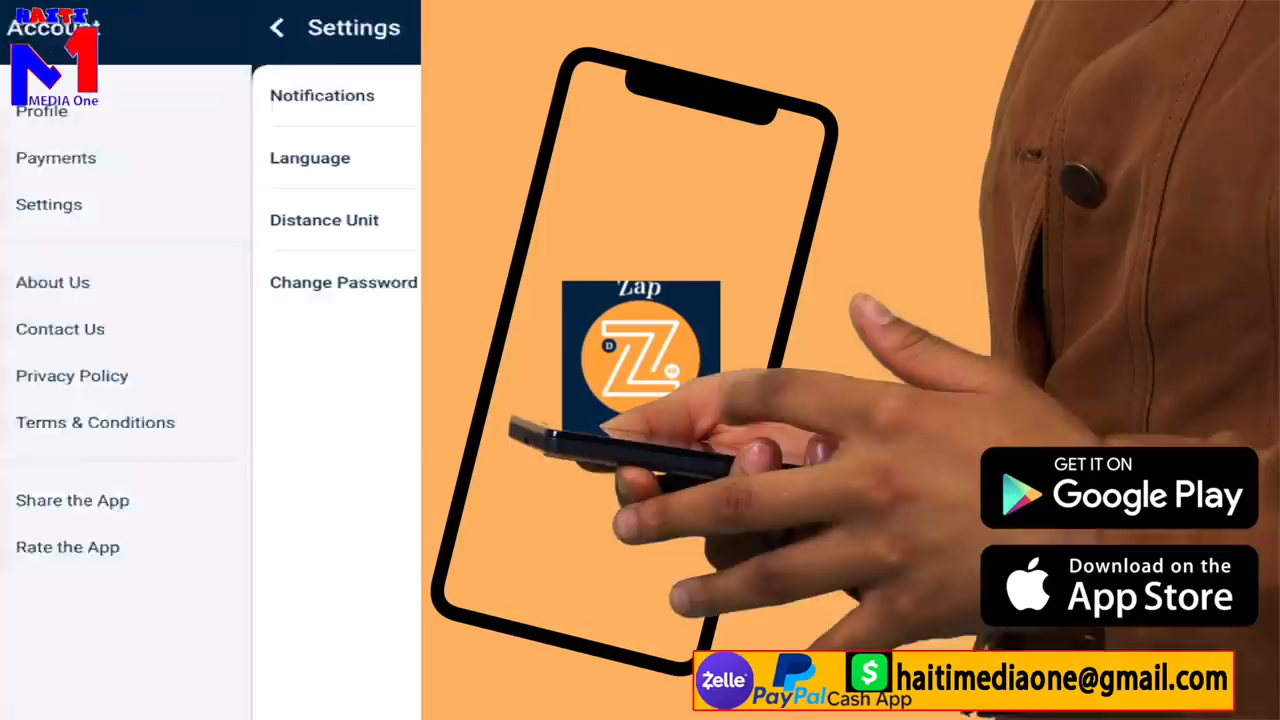 Account
HAITI
M1
MEDIA One
Profile
Payments
Settings
About Us
Contact Us
Privacy Policy
Terms & Conditions
Share the App
Rate the App
Settings
Notifications
Language
Distance Unit
Change Password
Zap
D
Z
GET IT ON
Google Play
Download on the
App Store
Zelle
PayPal
$
Cash App
haitimediaone@gmail.com